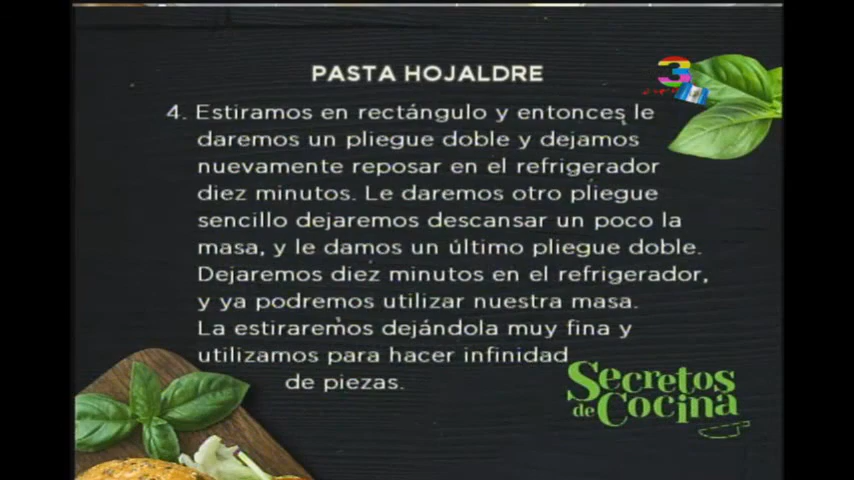 PASTA HOJALDRE
3
4. Estiramos en rectángulo y entonces le
daremos un pliegue doble y dejamos
nuevamente reposar en el refrigerador
diez minutos. Le daremos otro pliegue
sencillo dejaremos descansar un poco la
masa, y le damos un último pliegue doble.
Dejaremos diez minutos en el refrigerador,
y ya podremos utilizar nuestra masa.
La estiraremos dejándola muy fina y
utilizamos para hacer infinidad
de piezas.
Secretos
de Cocina